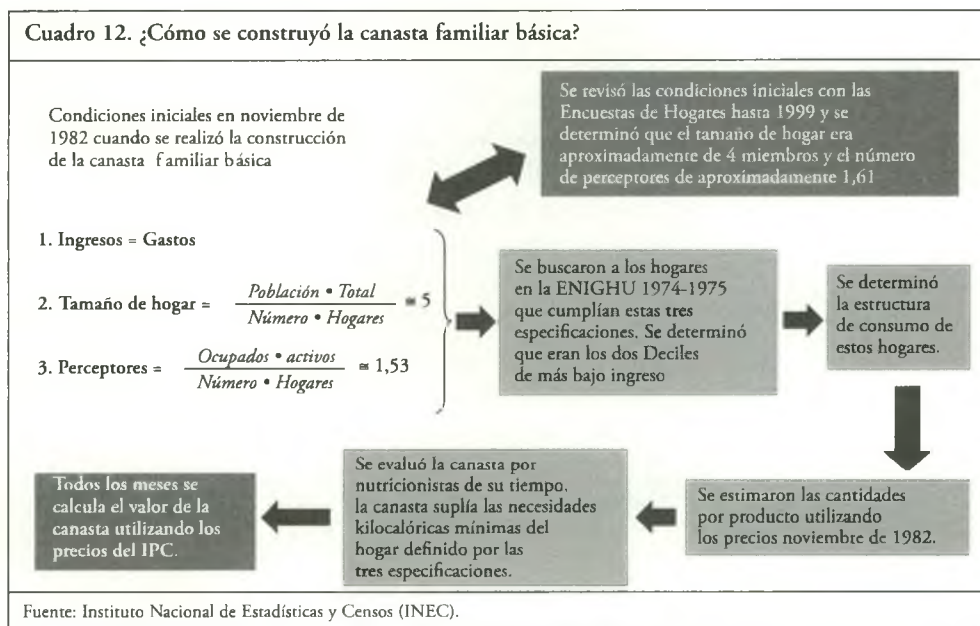 Cuadro 12. ¿Cómo se construyó la canasta familiar básica?
Condiciones iniciales en noviembre de
1982 cuando se realizó la construcción
de la canasta familiar básica
Se revisó las condiciones iniciales con las
Encuestas de Hogares hasta 1999 y se
determinó que el tamaño de hogar era
aproximadamente de 4 miembros y el número
de perceptores de aproximadamente 1,61
1. Ingresos = Gastos
2. Tamaño de hogar = Población • Total / Número • Hogares ≅ 5
3. Perceptores = Ocupados • activos / Número • Hogares ≅ 1,53
Se buscaron a los hogares
en la ENIGHU 1974-1975
que cumplían estas tres
especificaciones. Se determinó
que eran los dos Deciles
de más bajo ingreso
Se determinó
la estructura
de consumo de
estos hogares.
Se estimaron las cantidades
por producto utilizando
los precios noviembre de 1982.
Se evaluó la canasta por
nutricionistas de su tiempo.
la canasta suplía las necesidades
kilocalóricas mínimas del
hogar definido por las
tres especificaciones.
Todos los meses se
calcula el valor de la
canasta utilizando los
precios del IPC.
Fuente: Instituto Nacional de Estadísticas y Censos (INEC).